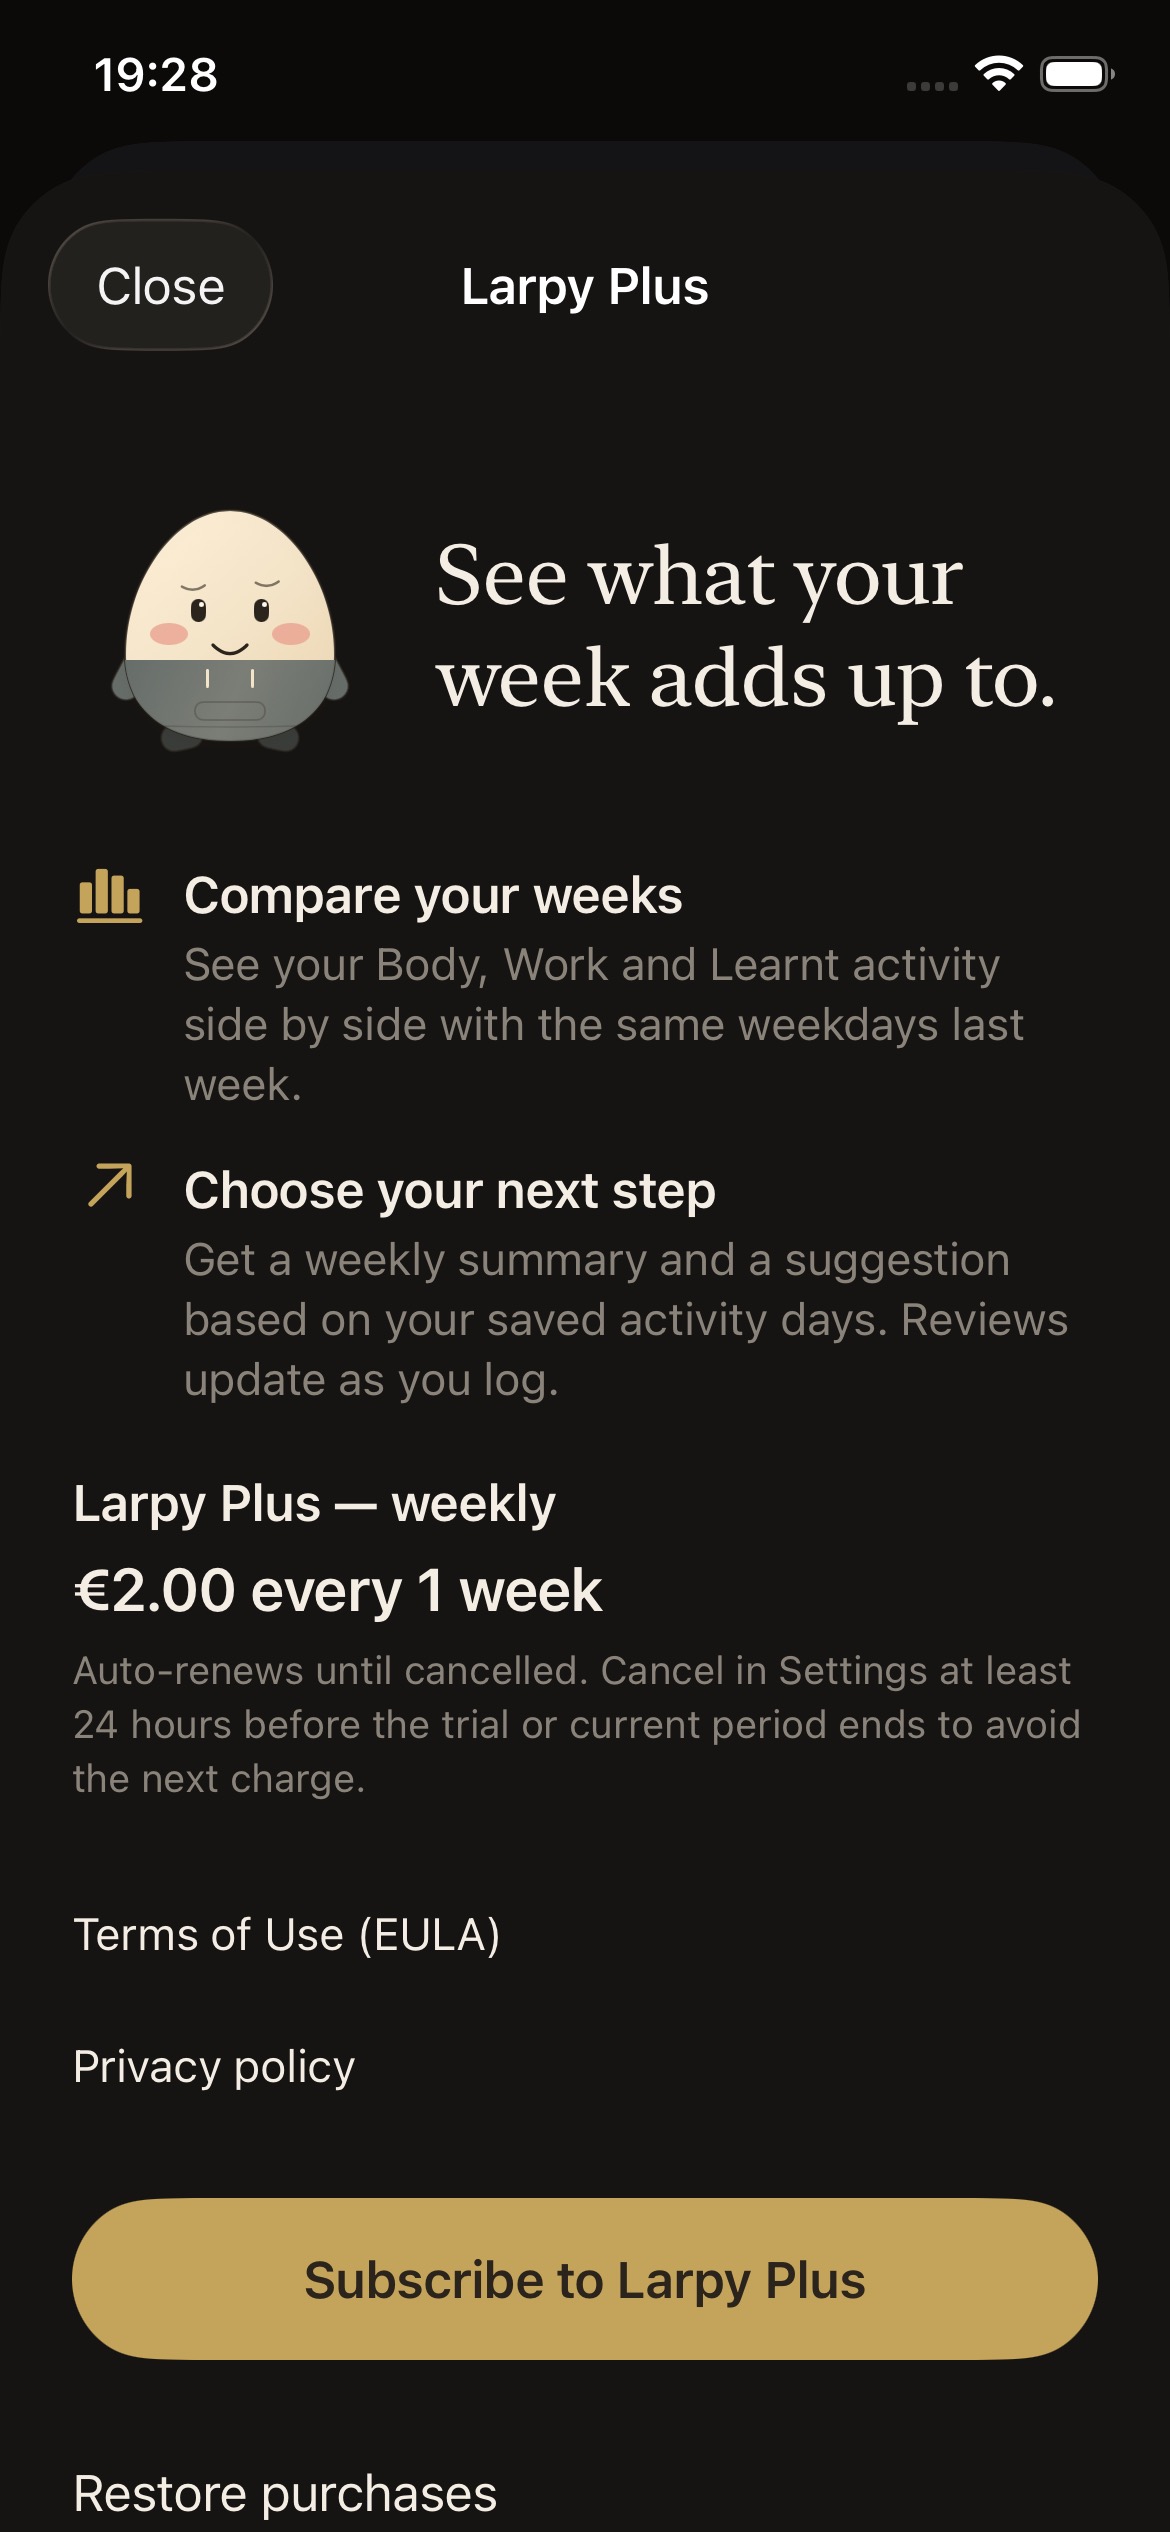 19:28
Close
Larpy Plus
See what your
week adds up to.
Compare your weeks
See your Body, Work and Learnt activity
side by side with the same weekdays last
week.
Choose your next step
Get a weekly summary and a suggestion
based on your saved activity days. Reviews
update as you log.
Larpy Plus — weekly
€2.00 every 1 week
Auto-renews until cancelled. Cancel in Settings at least
24 hours before the trial or current period ends to avoid
the next charge.
Terms of Use (EULA)
Privacy policy
Subscribe to Larpy Plus
Restore purchases